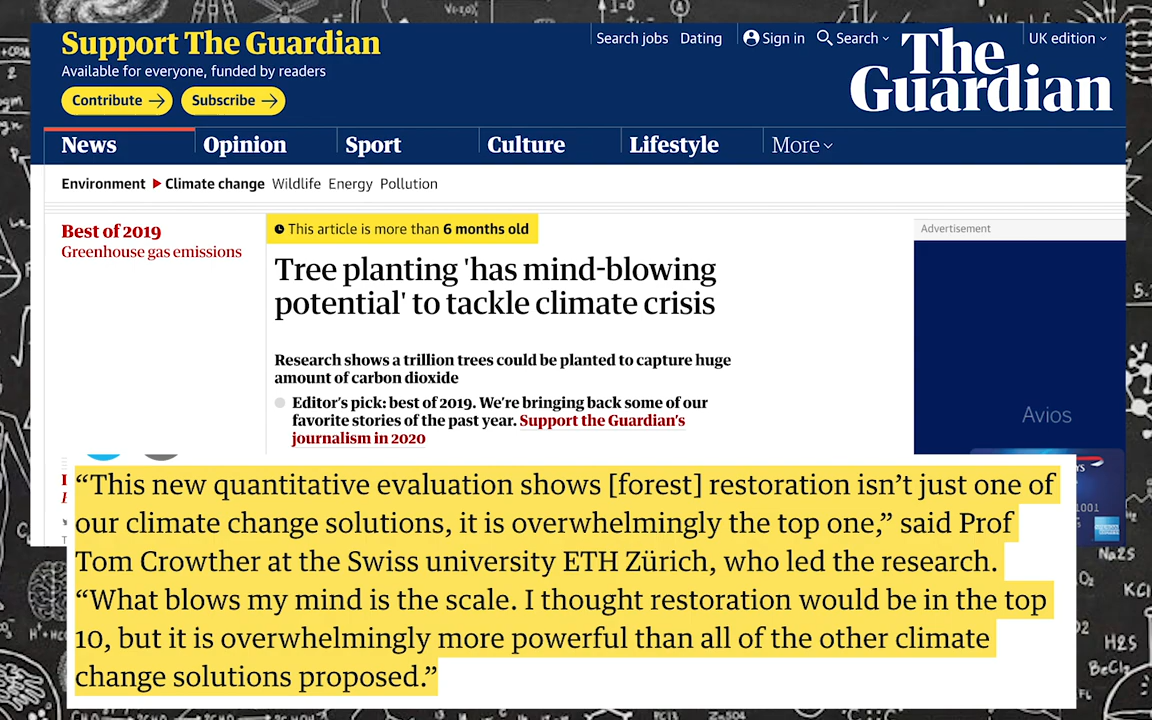 Support The Guardian
Available for everyone, funded by readers
Contribute →
Subscribe →
Search jobs
Dating
Sign in
Search
The Guardian
UK edition
News
Opinion
Sport
Culture
Lifestyle
More
Environment
Climate change
Wildlife
Energy
Pollution
Best of 2019
Greenhouse gas emissions
This article is more than 6 months old
Tree planting 'has mind-blowing
potential' to tackle climate crisis
Research shows a trillion trees could be planted to capture huge
amount of carbon dioxide
Editor's pick: best of 2019. We're bringing back some of our
favorite stories of the past year. Support the Guardian's
journalism in 2020
Advertisement
Avios
1001
“This new quantitative evaluation shows [forest] restoration isn’t just one of
our climate change solutions, it is overwhelmingly the top one,” said Prof
Tom Crowther at the Swiss university ETH Zürich, who led the research.
“What blows my mind is the scale. I thought restoration would be in the top
10, but it is overwhelmingly more powerful than all of the other climate
change solutions proposed.”
Na2S
KCl
H2S
BeCl2